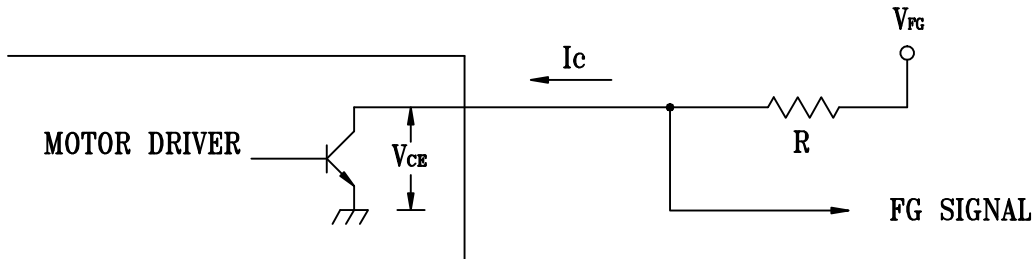 VFG
Ic
MOTOR DRIVER
VCE
R
FG SIGNAL